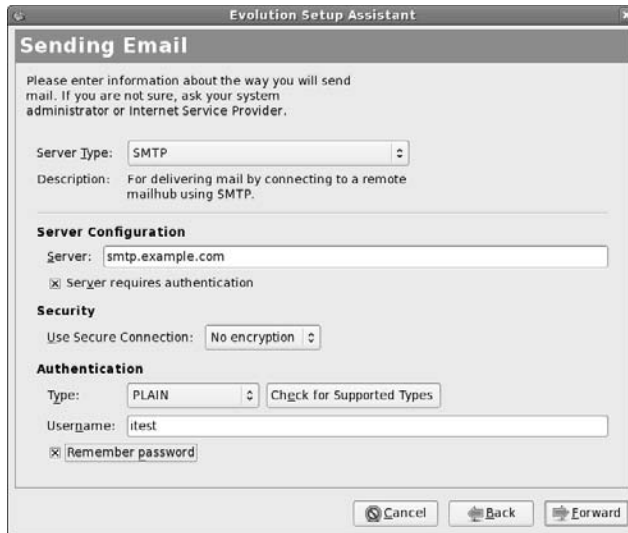 Evolution Setup Assistant
Sending Email
Please enter information about the way you will send
mail. If you are not sure, ask your system
administrator or Internet Service Provider.
Server Type: SMTP
Description: For delivering mail by connecting to a remote
mailhub using SMTP.
Server Configuration
Server: smtp.example.com
Server requires authentication
Security
Use Secure Connection: No encryption
Authentication
Type: PLAIN Check for Supported Types
Username: itest
Remember password
Cancel Back Forward